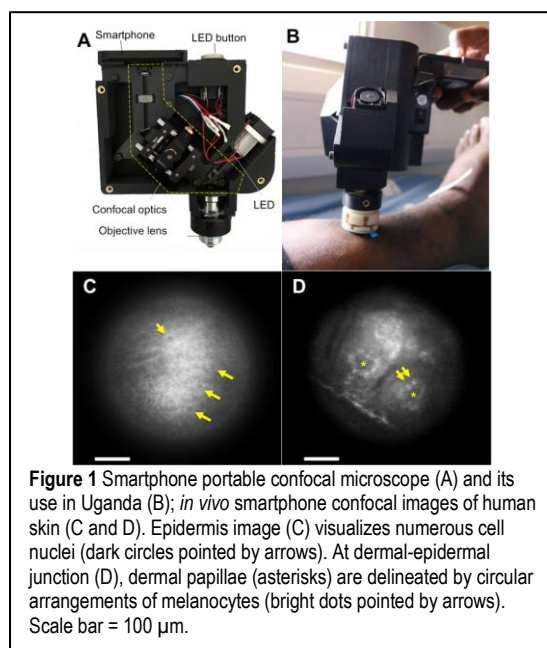 Smartphone
A
LED button
B
Confocal optics
LED
Objective lens
C
D
*
*
Figure 1 Smartphone portable confocal microscope (A) and its
use in Uganda (B); in vivo smartphone confocal images of human
skin (C and D). Epidermis image (C) visualizes numerous cell
nuclei (dark circles pointed by arrows). At dermal-epidermal
junction (D), dermal papillae (asterisks) are delineated by circular
arrangements of melanocytes (bright dots pointed by arrows).
Scale bar = 100 µm.